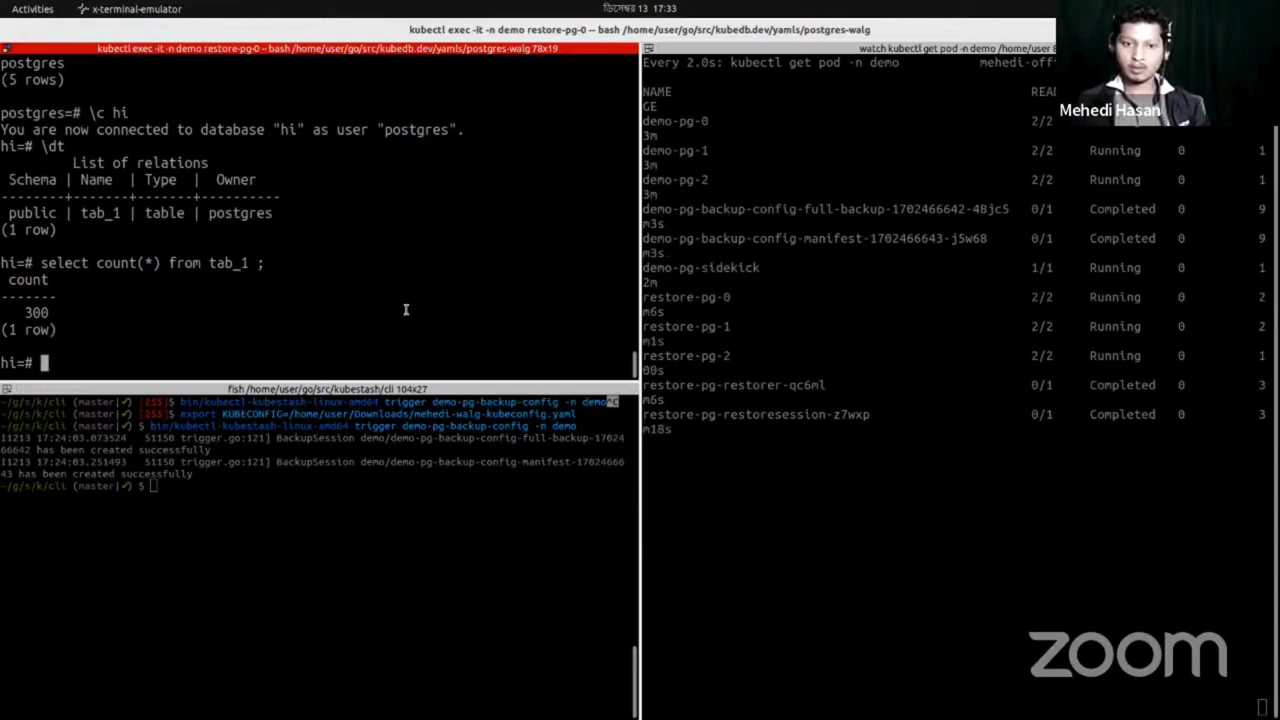 Activities
x-terminal-emulator
ডিসেম্বর 13 17:33
kubectl exec -it -n demo restore-pg-0 -- bash /home/user/go/src/kubedb.dev/yamls/postgres-walg
kubectl exec -it -n demo restore-pg-0 -- bash /home/user/go/src/kubedb.dev/yamls/postgres-walg 78x19
postgres
(5 rows)
postgres=# \c hi
You are now connected to database "hi" as user "postgres".
hi=# \dt
List of relations
Schema | Name | Type | Owner
--------+-------+-------+----------
public | tab_1 | table | postgres
(1 row)
hi=# select count(*) from tab_1 ;
count
-------
300
(1 row)
hi=#
fish /home/user/go/src/kubestash/cli 104x27
~/g/s/k/cli (master|✔) [255]$ bin/kubectl-kubestash-linux-amd64 trigger demo-pg-backup-config -n demo^C
~/g/s/k/cli (master|✔) [255]$ export KUBECONFIG=/home/user/Downloads/mehedi-walg-kubeconfig.yaml
~/g/s/k/cli (master|✔) $ bin/kubectl-kubestash-linux-amd64 trigger demo-pg-backup-config -n demo
I1213 17:24:03.073524 51150 trigger.go:121] BackupSession demo/demo-pg-backup-config-full-backup-17024
66642 has been created successfully
I1213 17:24:03.251493 51150 trigger.go:121] BackupSession demo/demo-pg-backup-config-manifest-17024666
43 has been created successfully
~/g/s/k/cli (master|✔) $
watch kubectl get pod -n demo /home/user 8
Every 2.0s: kubectl get pod -n demo mehedi-off
NAME REA
GE
demo-pg-0 2/2
3m
demo-pg-1 2/2 Running 0 1
3m
demo-pg-2 2/2 Running 0 1
3m
demo-pg-backup-config-full-backup-1702466642-48jc5 0/1 Completed 0 9
m3s
demo-pg-backup-config-manifest-1702466643-j5w68 0/1 Completed 0 9
m3s
demo-pg-sidekick 1/1 Running 0 1
2m
restore-pg-0 2/2 Running 0 2
m6s
restore-pg-1 2/2 Running 0 2
m1s
restore-pg-2 2/2 Running 0 1
00s
restore-pg-restorer-qc6ml 0/1 Completed 0 3
m6s
restore-pg-restoresession-z7wxp 0/1 Completed 0 3
m18s
Mehedi Hasan
zoom